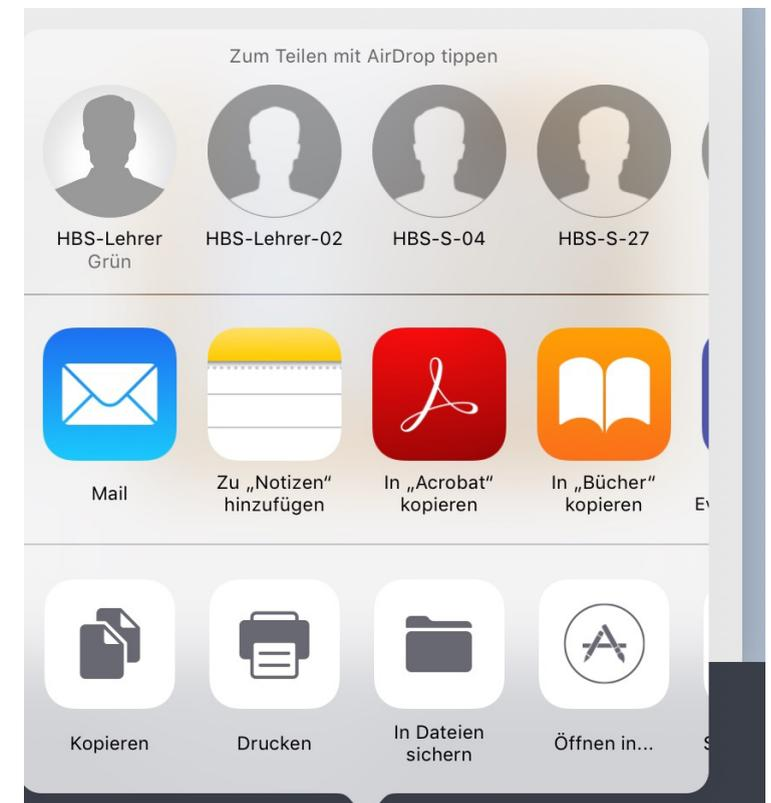 Zum Teilen mit AirDrop tippen
HBS-Lehrer
Grün
HBS-Lehrer-02
HBS-S-04
HBS-S-27
Mail
Zu „Notizen“
hinzufügen
In „Acrobat“
kopieren
In „Bücher“
kopieren
Kopieren
Drucken
In Dateien
sichern
Öffnen in...